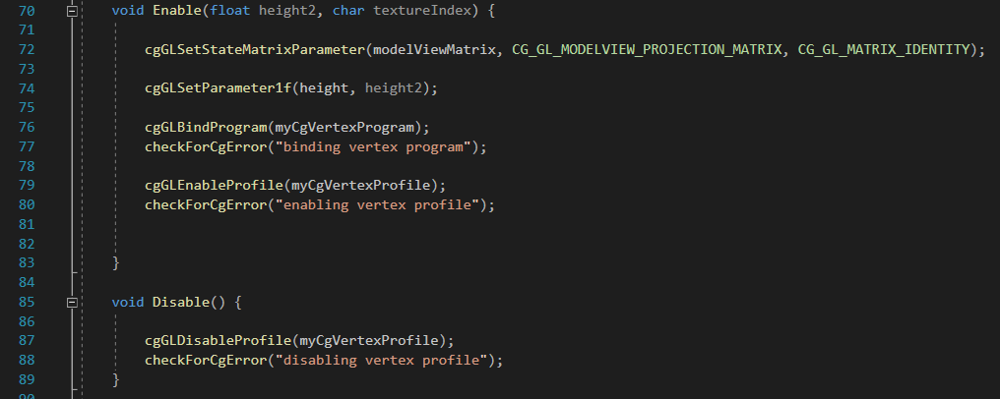 70 void Enable(float height2, char textureIndex) {
71
72 cgGLSetStateMatrixParameter(modelViewMatrix, CG_GL_MODELVIEW_PROJECTION_MATRIX, CG_GL_MATRIX_IDENTITY);
73
74 cgGLSetParameter1f(height, height2);
75
76 cgGLBindProgram(myCgVertexProgram);
77 checkForCgError("binding vertex program");
78
79 cgGLEnableProfile(myCgVertexProfile);
80 checkForCgError("enabling vertex profile");
81
82
83 }
84
85 void Disable() {
86
87 cgGLDisableProfile(myCgVertexProfile);
88 checkForCgError("disabling vertex profile");
89 }
90